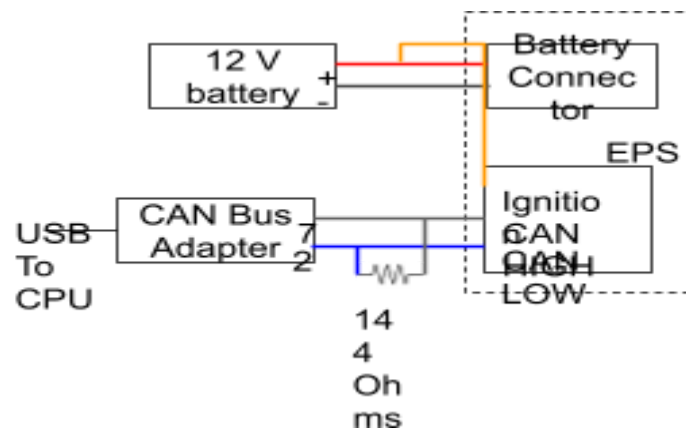 12 V
battery
+
-
Battery
Connec
tor
EPS
CAN Bus
Adapter
7
2
USB
To
CPU
Ignitio
n
CAN
HIGH
CAN
LOW
14
4
Oh
ms